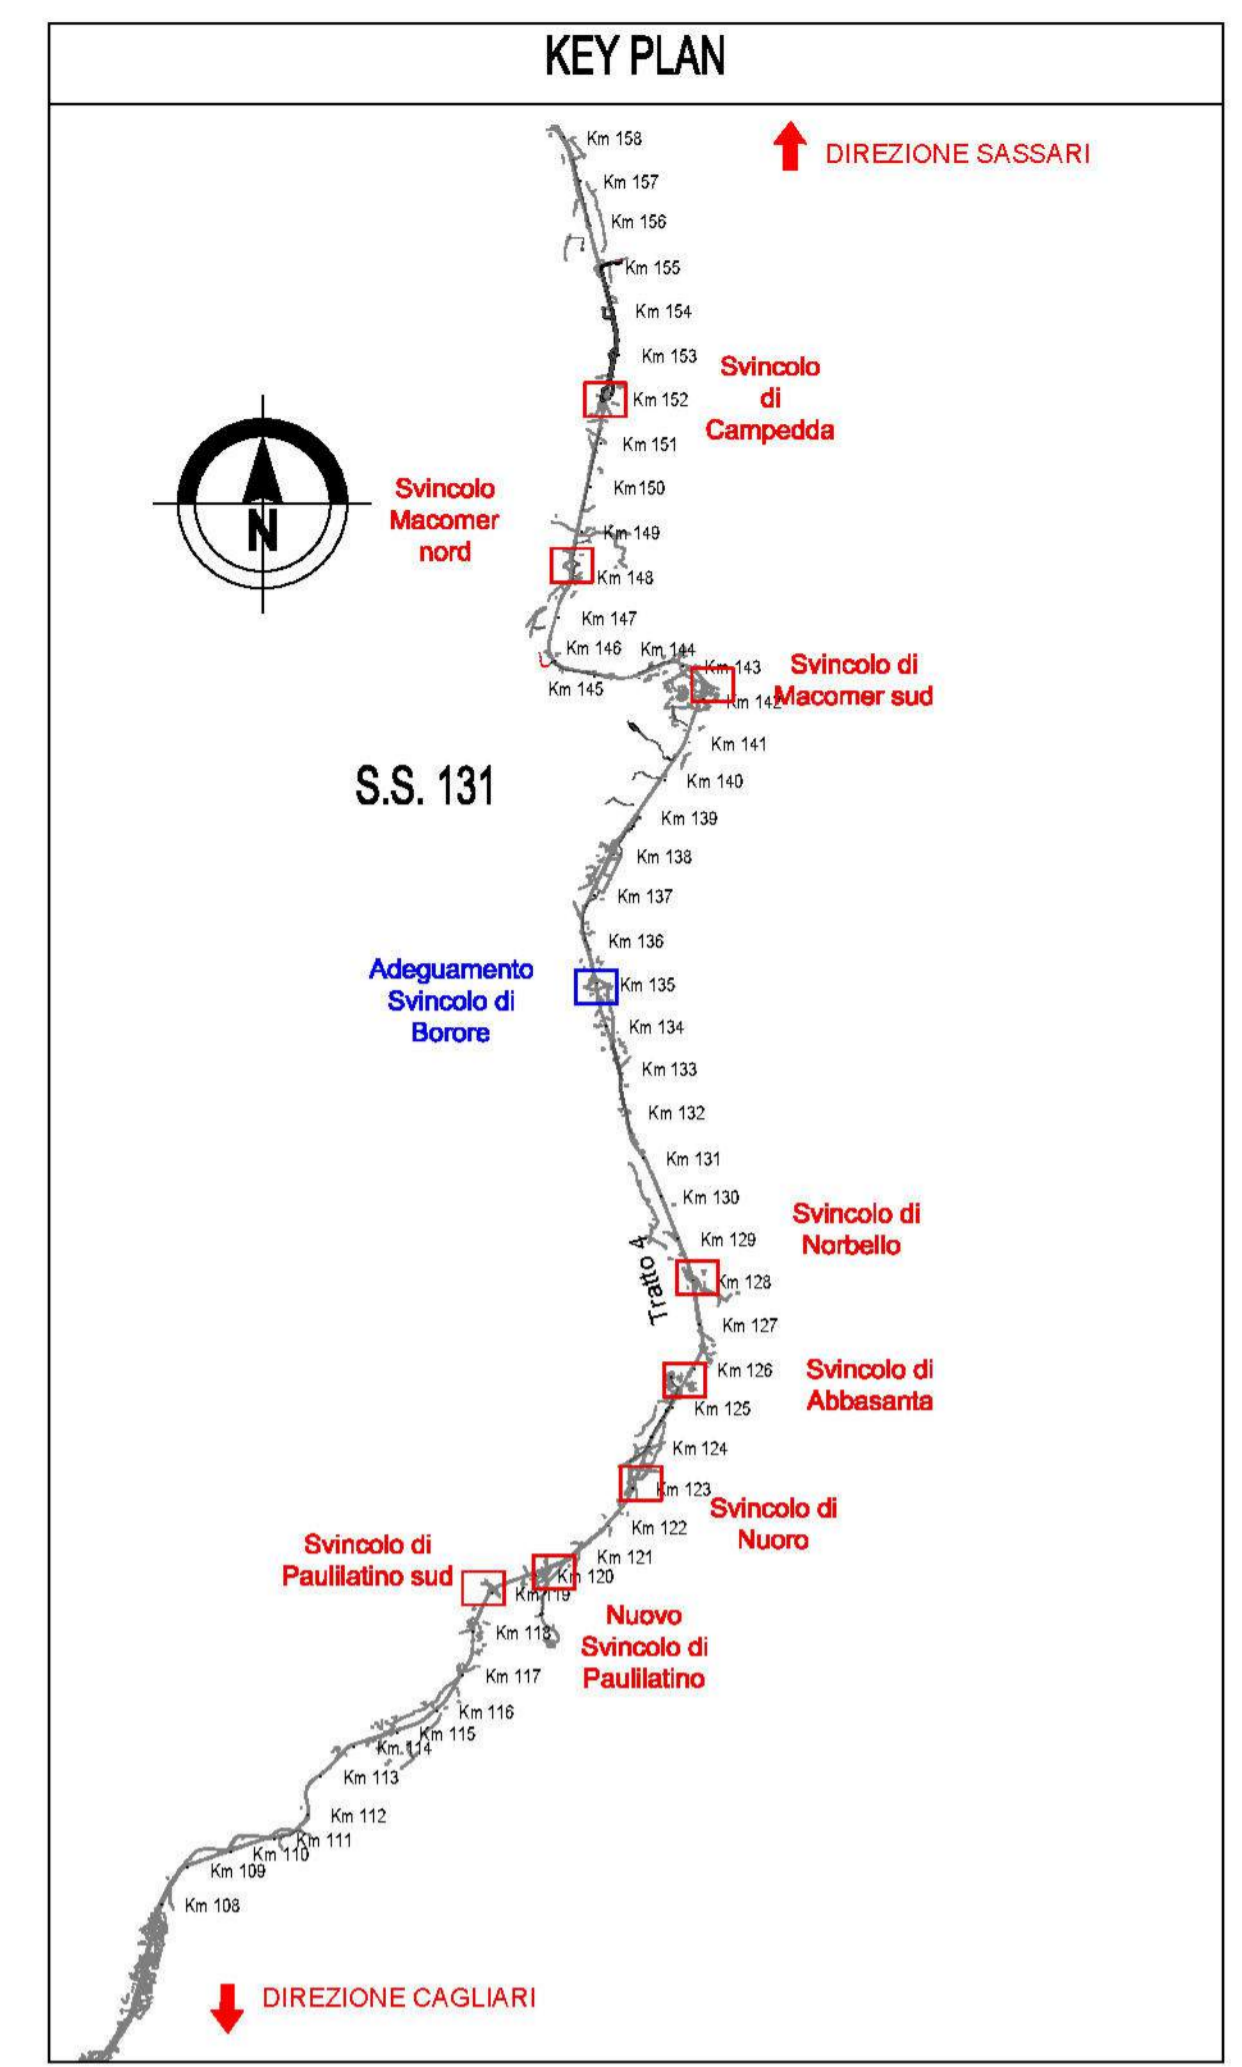 KEY PLAN
Km 158
DIREZIONE SASSARI
Km 157
Km 156
Km 155
Km 154
Km 153
Svincolo
di
Campedda
Km 152
Km 151
Svincolo
Macomer
nord
Km150
N
Km 149
Km 148
Km 147
Km 146
Km 144
Km 143
Svincolo di
Macomer sud
Km 145
Km 142
Km 141
S.S. 131
Km 140
Km 139
Km 138
Km 137
Km 136
Adeguamento
Svincolo di
Borore
Km 135
Km 134
Km 133
Km 132
Km 131
Km 130
Svincolo di
Norbello
Km 129
Tratto 4
Km 128
Km 127
Km 126
Svincolo di
Abbasanta
Km 125
Km 124
Km 123
Svincolo di
Nuoro
Km 122
Svincolo di
Paulilatino sud
Km 121
Km 120
Km 119
Nuovo
Svincolo di
Paulilatino
Km 118
Km 117
Km 116
Km 115
Km 114
Km 113
Km 112
Km 111
Km 110
Km 109
Km 108
DIREZIONE CAGLIARI